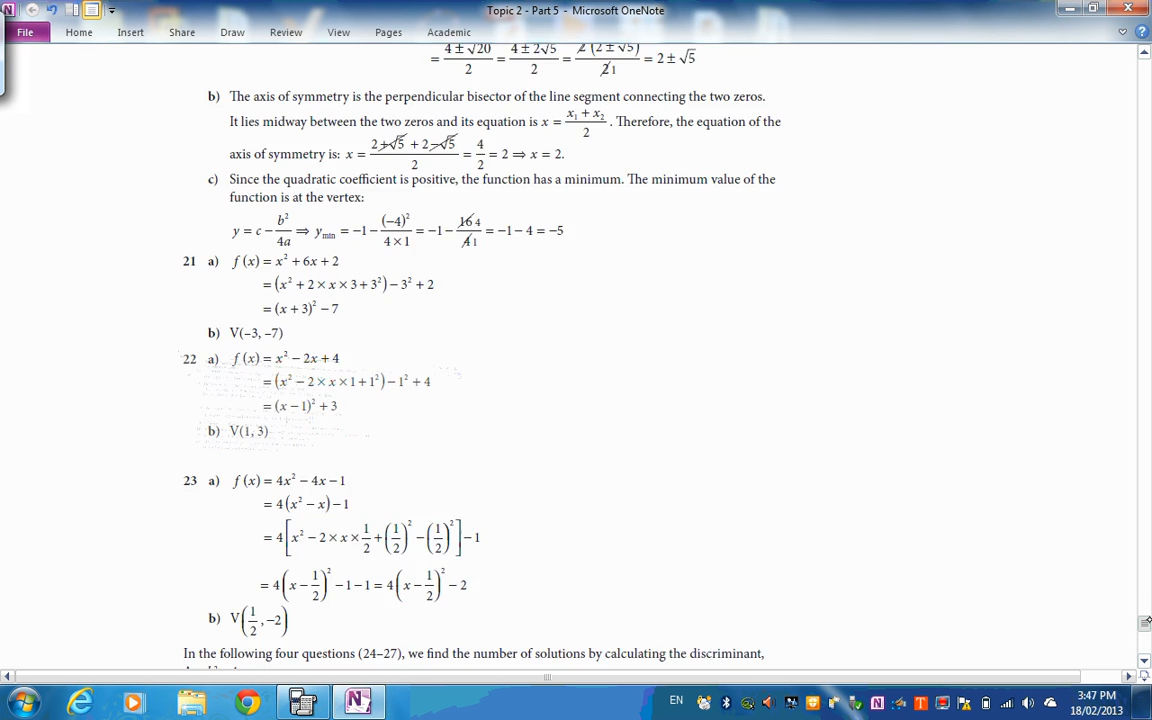 Topic 2 - Part 5 - Microsoft OneNote
File Home Insert Share Draw Review View Pages Academic
= (4 ± √20)/2 = (4 ± 2√5)/2 = 2(2 ± √5)/2 1 = 2 ± √5
b) The axis of symmetry is the perpendicular bisector of the line segment connecting the two zeros.
It lies midway between the two zeros and its equation is x = (x₁ + x₂)/2. Therefore, the equation of the
axis of symmetry is: x = (2 + √5 + 2 − √5)/2 = 4/2 = 2 ⇒ x = 2.
c) Since the quadratic coefficient is positive, the function has a minimum. The minimum value of the
function is at the vertex:
y = c − b²/4a ⇒ y_min = −1 − (−4)²/(4 × 1) = −1 − 16 4/4 1 = −1 − 4 = −5
21 a) f(x) = x² + 6x + 2
= (x² + 2 × x × 3 + 3²) − 3² + 2
= (x + 3)² − 7
b) V(−3, −7)
22 a) f(x) = x² − 2x + 4
= (x² − 2 × x × 1 + 1²) − 1² + 4
= (x − 1)² + 3
b) V(1, 3)
23 a) f(x) = 4x² − 4x − 1
= 4(x² − x) − 1
= 4[x² − 2 × x × 1/2 + (1/2)² − (1/2)²] − 1
= 4(x − 1/2)² − 1 − 1 = 4(x − 1/2)² − 2
b) V(1/2, −2)
In the following four questions (24–27), we find the number of solutions by calculating the discriminant,
EN
3:47 PM
18/02/2013